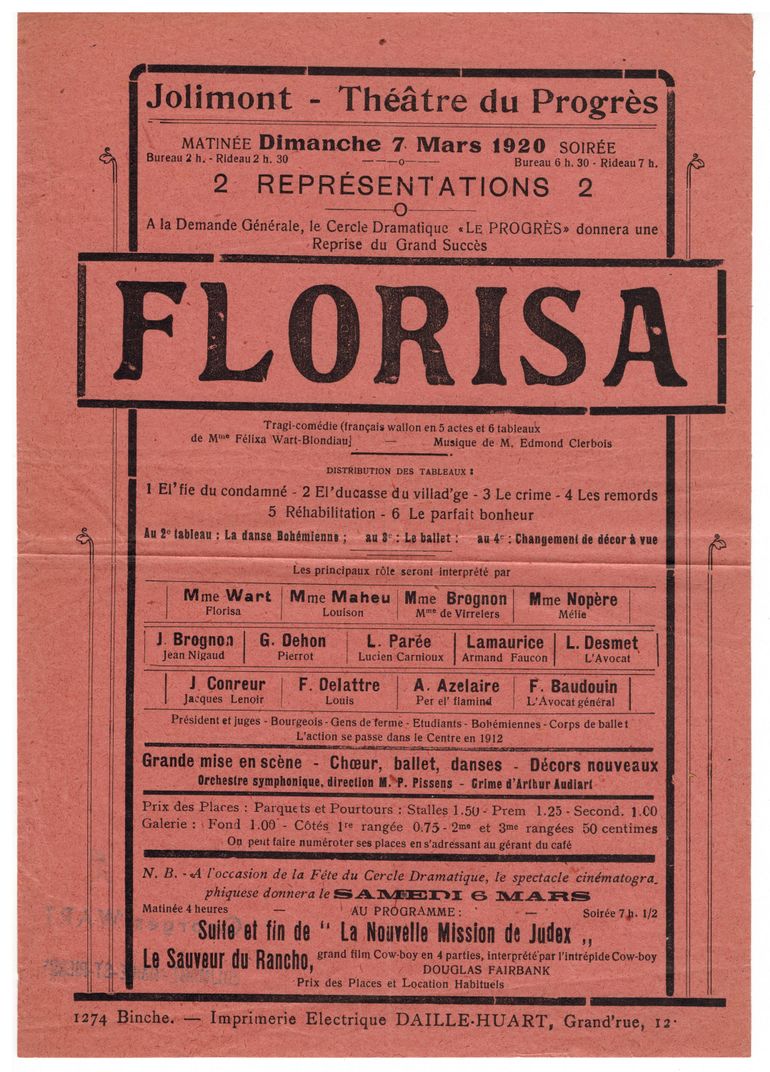 Jolimont - Théâtre du Progrès
MATINÉE Dimanche 7 Mars 1920 SOIRÉE
Bureau 2 h. - Rideau 2 h. 30 Bureau 6 h. 30 - Rideau 7 h.
2 REPRÉSENTATIONS 2
A la Demande Générale, le Cercle Dramatique «LE PROGRÈS» donnera une
Reprise du Grand Succès
FLORISA
Tragi-comédie (français wallon en 5 actes et 6 tableaux
de Mme Félixa Wart-Blondiau) — Musique de M. Edmond Clerbois
DISTRIBUTION DES TABLEAUX :
1 El'fie du condamné - 2 El'ducasse du villad'ge - 3 Le crime - 4 Les remords
5 Réhabilitation - 6 Le parfait bonheur
Au 2e tableau : La danse Bohémienne ; au 3e : Le ballet : au 4e : Changement de décor à vue
Les principaux rôle seront interprété par
Mme Wart Mme Maheu Mme Brognon Mme Nopère
Florisa Louison Mme de Virrelers Mélie
J. Brognon G. Dehon L. Parée Lamaurice L. Desmet
Jean Nigaud Pierrot Lucien Carnioux Armand Faucon L'Avocat
J. Conreur F. Delattre A. Azelaire F. Baudouin
Jacques Lenoir Louis Per el' flamind L'Avocat général
Président et juges - Bourgeois - Gens de ferme - Etudiants - Bohémiennes - Corps de ballet
L'action se passe dans le Centre en 1912
Grande mise en scène - Chœur, ballet, danses - Décors nouveaux
Orchestre symphonique, direction M. P. Pissens - Crime d'Arthur Audiart
Prix des Places : Parquets et Pourtours : Stalles 1.50 - Prem 1.25 - Second. 1.00
Galerie : Fond 1.00 - Côtés 1re rangée 0.75 - 2me et 3me rangées 50 centimes
On peut faire numéroter ses places en s'adressant au gérant du café
N. B. - A l'occasion de la Féte du Cercle Dramatique, le spectacle cinématogra_
phiquese donnera le SAMEDI 6 MARS
Matinée 4 heures — AU PROGRAMME : — Soirée 7 h. 1/2
Suite et fin de " La Nouvelle Mission de Judex „
Le Sauveur du Rancho, grand film Cow-boy en 4 parties, interprété par l'intrépide Cow-boy
DOUGLAS FAIRBANK
Prix des Places et Location Habituels
1274 Binche. — Imprimerie Electrique DAILLE-HUART, Grand'rue, 12